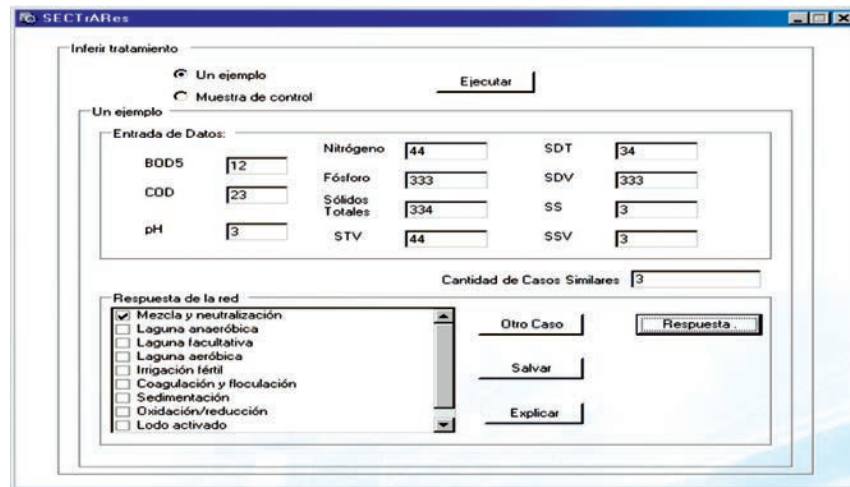 SECTrARes
Inferir tratamiento
Un ejemplo
Ejecutar
Muestra de control
Un ejemplo
Entrada de Datos:
BOD5 12
COD 23
pH 3
Nitrógeno 44
Fósforo 333
Sólidos
Totales 334
STV 44
SDT 34
SDV 333
SS 3
SSV 3
Cantidad de Casos Similares 3
Respuesta de la red
Mezcla y neutralización
Laguna anaeróbica
Laguna facultativa
Laguna aeróbica
Irrigación fértil
Coagulación y floculación
Sedimentación
Oxidación/reducción
Lodo activado
Otro Caso
Respuesta .
Salvar
Explicar